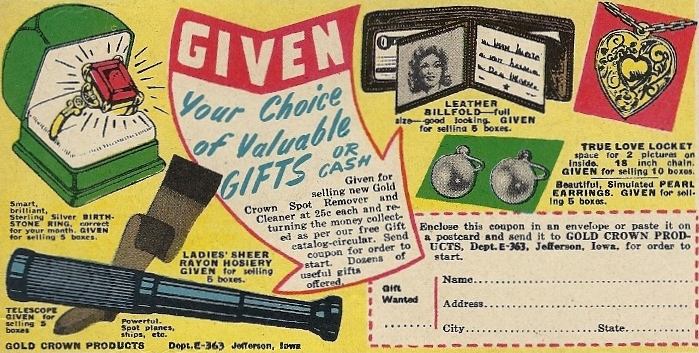 GIVEN
Your Choice
of Valuable
GIFTS OR
CASH
Given for
selling new Gold
Crown Spot Remover and
Cleaner at 25c each and re-
turning the money collect-
ed as per our free Gift
catalog-circular. Send
coupon for order to
start. Dozens of
useful gifts
offered.
Smart,
brilliant,
Sterling Silver BIRTH-
STONE RING, correct
for your month. GIVEN
for selling 5 boxes.
LADIES' SHEER
RAYON HOSIERY
GIVEN for selling
5 boxes.
TELESCOPE
GIVEN for
selling 5
boxes
Powerful.
Spot planes,
ships, etc.
GOLD CROWN PRODUCTS Dept.E-363 Jefferson, Iowa
LEATHER
BILLFOLD—full
size—good looking. GIVEN
for selling 5 boxes.
TRUE LOVE LOCKET
space for 2 pictures on
inside. 18 inch chain.
GIVEN for selling 10 boxes.
Beautiful, Simulated PEARL
EARRINGS. GIVEN for sell-
ing 5 boxes.
Enclose this coupon in an envelope or paste it on
a postcard and send it to GOLD CROWN PROD-
UCTS, Dept.E-363, Jefferson, Iowa, for order to
start.
Gift
Wanted
Name
Address
City State